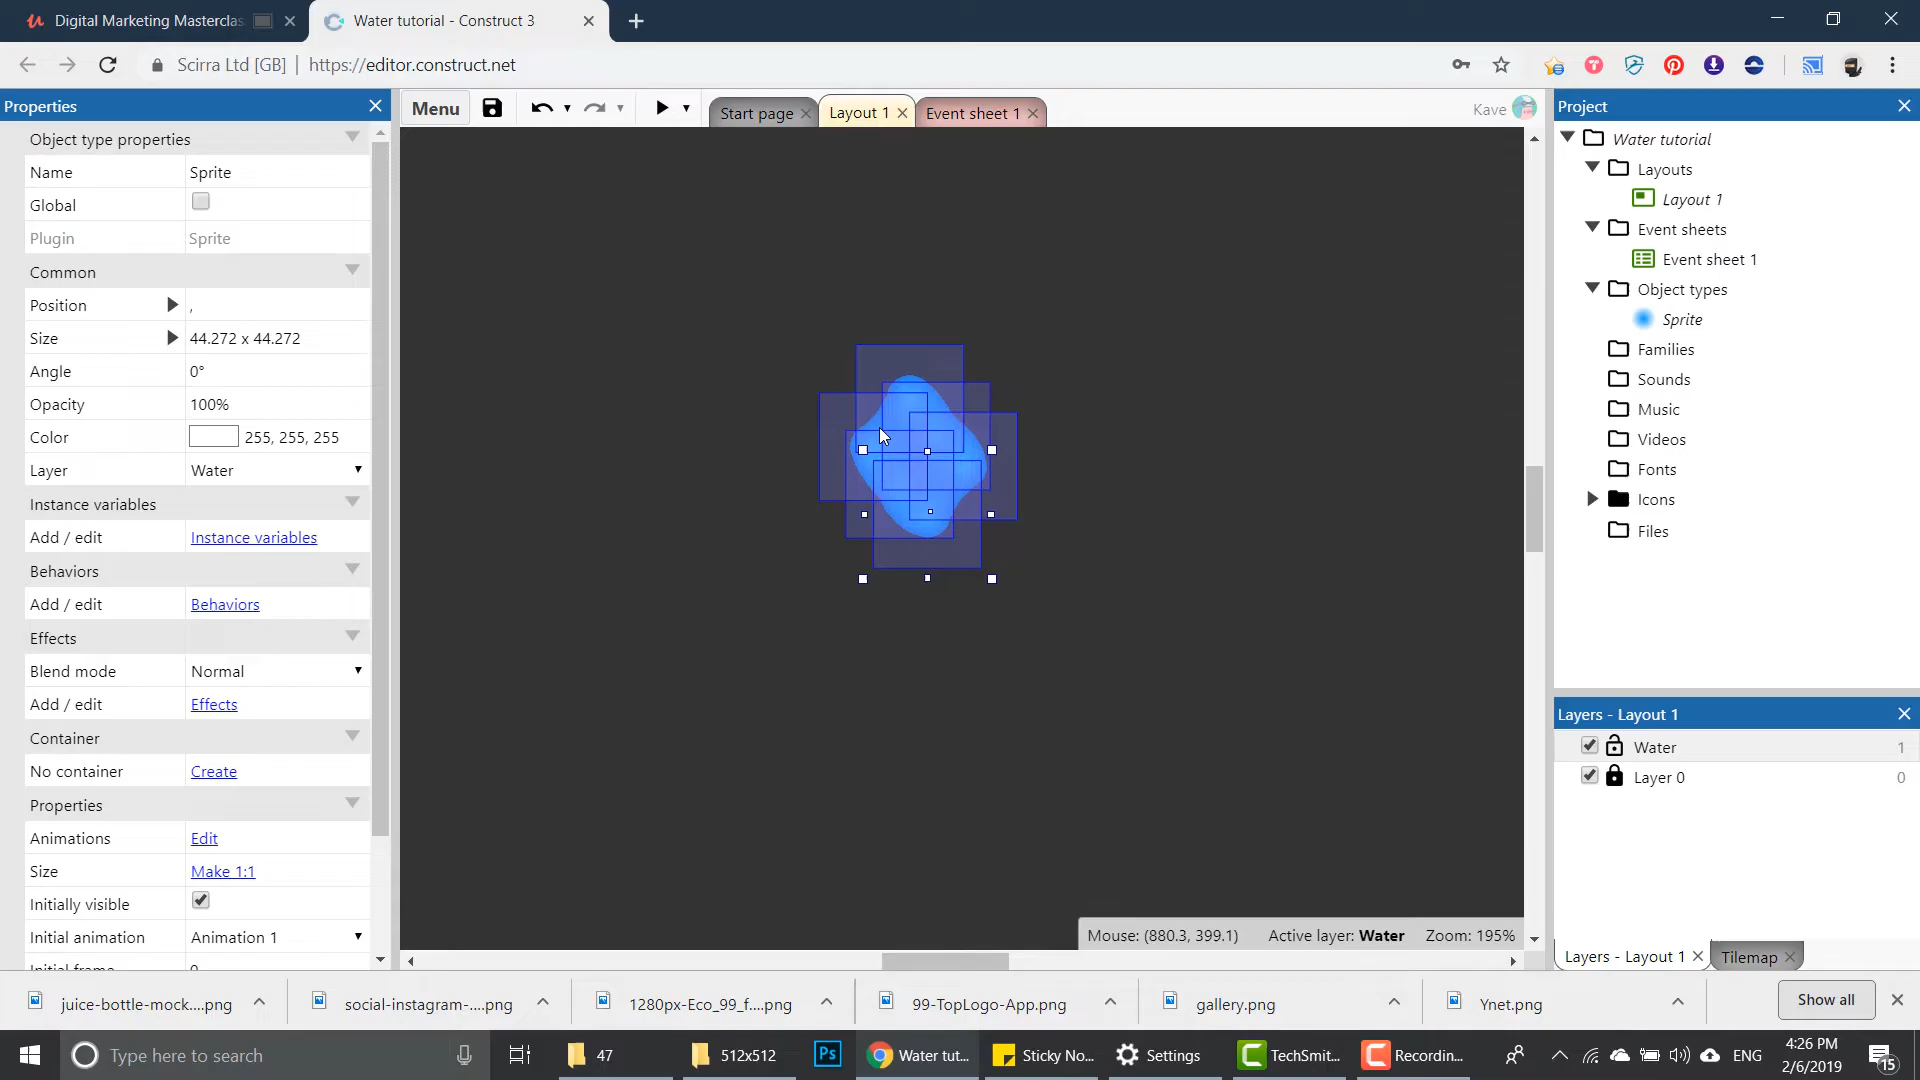 Digital Marketing Masterclas
Water tutorial - Construct 3
Scirra Ltd [GB] | https://editor.construct.net
Properties
Object type properties
Name Sprite
Global
Plugin Sprite
Common
Position ,
Size 44.272 x 44.272
Angle 0°
Opacity 100%
Color 255, 255, 255
Layer Water
Instance variables
Add / edit Instance variables
Behaviors
Add / edit Behaviors
Effects
Blend mode Normal
Add / edit Effects
Container
No container Create
Properties
Animations Edit
Size Make 1:1
Initially visible
Initial animation Animation 1
Initial frame 0
Menu
Start page
Layout 1
Event sheet 1
Kave
Mouse: (880.3, 399.1) Active layer: Water Zoom: 195%
Project
Water tutorial
Layouts
Layout 1
Event sheets
Event sheet 1
Object types
Sprite
Families
Sounds
Music
Videos
Fonts
Icons
Files
Layers - Layout 1
Water 1
Layer 0 0
Layers - Layout 1
Tilemap
juice-bottle-mock....png
social-instagram-....png
1280px-Eco_99_f....png
99-TopLogo-App.png
gallery.png
Ynet.png
Show all
Type here to search
47
512x512
Ps
Water tut...
Sticky No...
Settings
TechSmit...
Recordin...
ENG
4:26 PM
2/6/2019
15